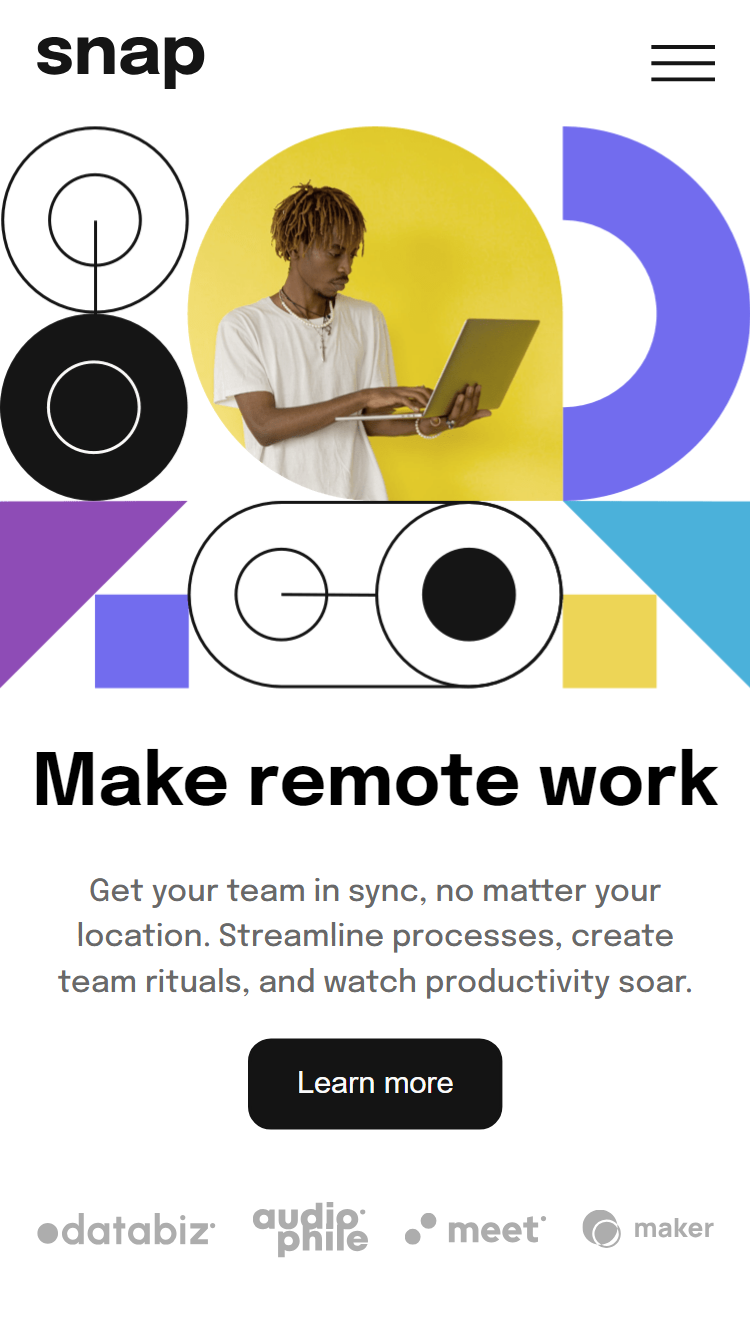 snap
Make remote work
Get your team in sync, no matter your
location. Streamline processes, create
team rituals, and watch productivity soar.
Learn more
databiz
audio
phile
meet
maker